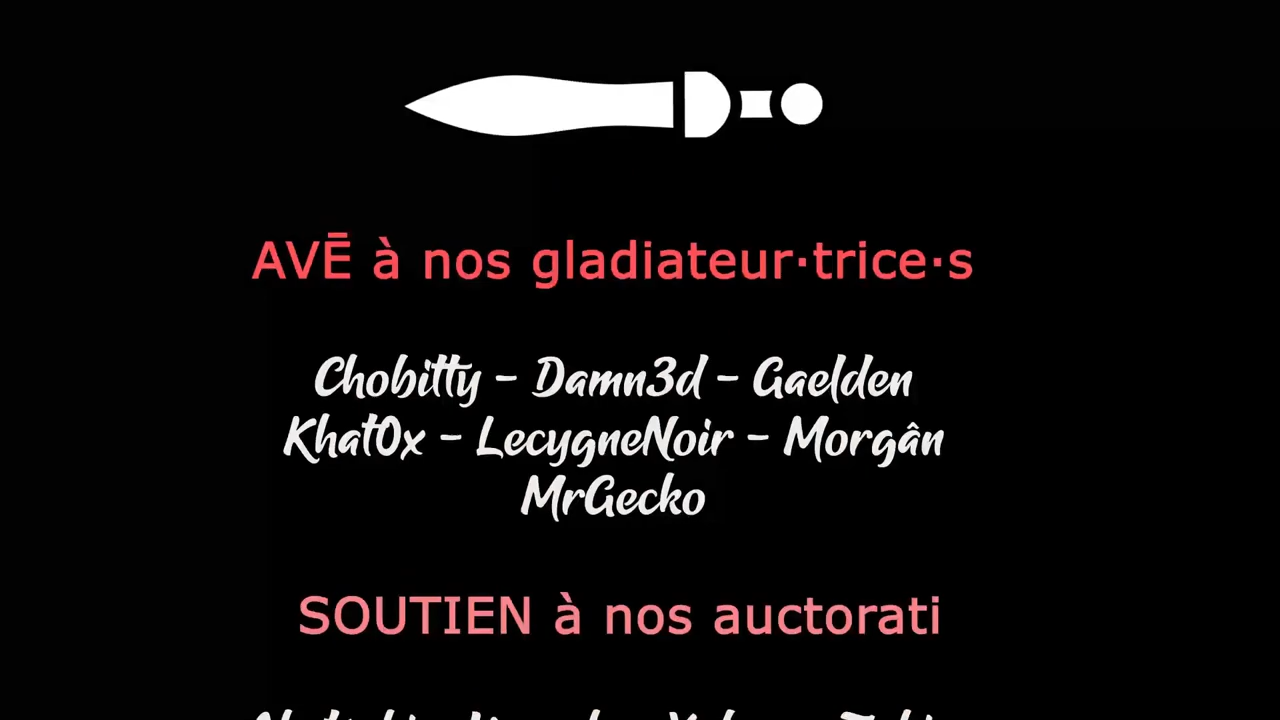 AVĒ à nos gladiateur·trice·s
Chobitty - Damn3d - Gaelden
Khat0x - LecygneNoir - Morgân
MrGecko
SOUTIEN à nos auctorati